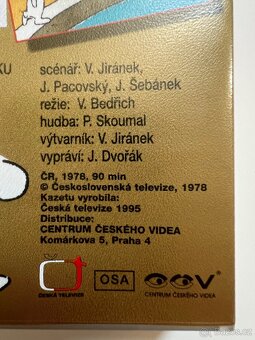 KU
scénář: V. Jiránek,
J. Pacovský, J. Šebánek
režie: V. Bedřich
hudba: P. Skoumal
výtvarník: V. Jiránek
vypráví: J. Dvořák
ČR, 1978, 90 min
© Československá televize, 1978
Kazetu vyrobila:
Česká televize 1995
Distribuce:
CENTRUM ČESKÉHO VIDEA
Komárkova 5, Praha 4
ČESKÁ TELEVIZE
OSA
CENTRUM ČESKÉHO VIDEA